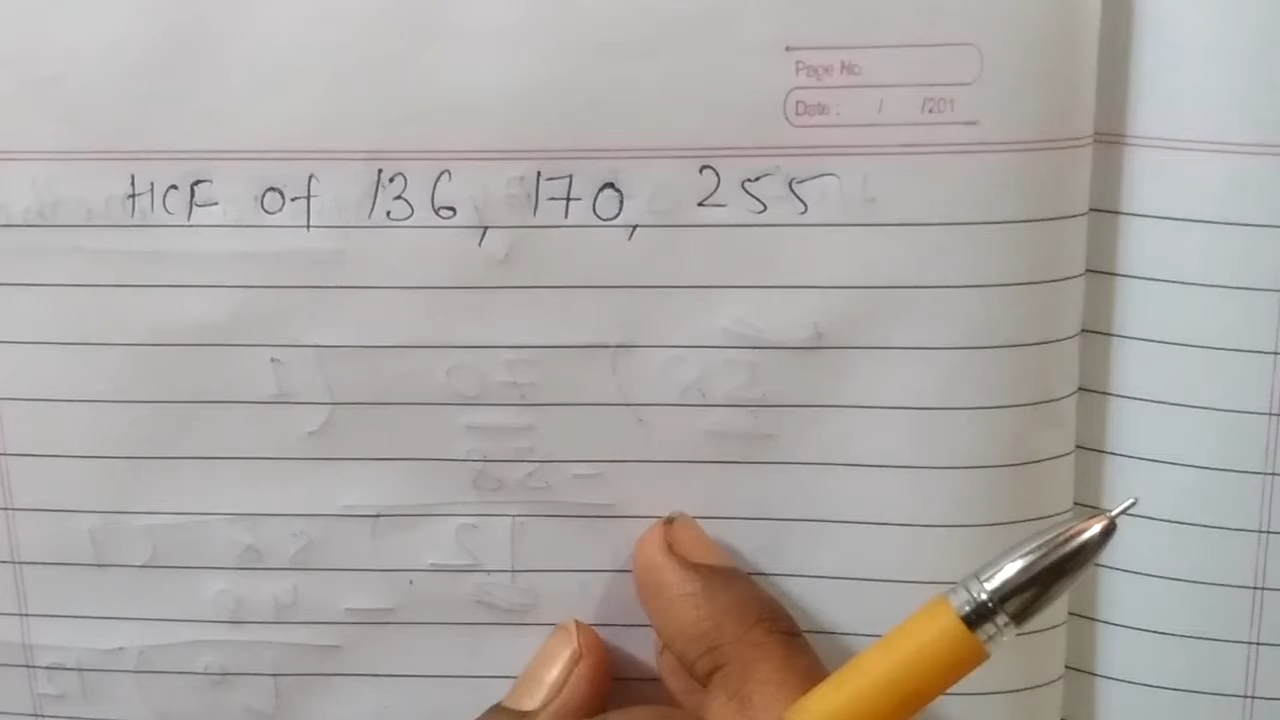 Page No
Date : / /201
HCF of 136, 170, 255